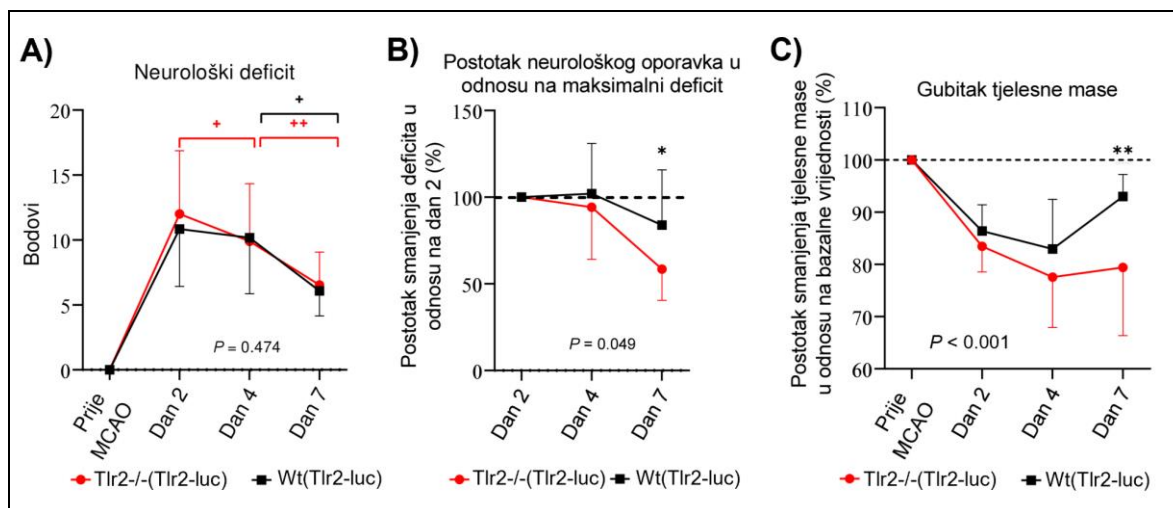 A)
Neurološki deficit
Bodovi
20
15
10
5
0
+
+
++
P = 0.474
Prije
MCAO
Dan 2
Dan 4
Dan 7
Tlr2-/-(Tlr2-luc)
Wt(Tlr2-luc)
B)
Postotak neurološkog oporavka u
odnosu na maksimalni deficit
Postotak smanjenja deficita u
odnosu na dan 2 (%)
150
100
50
0
*
P = 0.049
Dan 2
Dan 4
Dan 7
Tlr2-/-(Tlr2-luc)
Wt(Tlr2-luc)
C)
Gubitak tjelesne mase
Postotak smanjenja tjelesne mase
u odnosu na bazalne vrijednosti (%)
110
100
90
80
70
60
**
P < 0.001
Prije
MCAO
Dan 2
Dan 4
Dan 7
Tlr2-/-(Tlr2-luc)
Wt(Tlr2-luc)